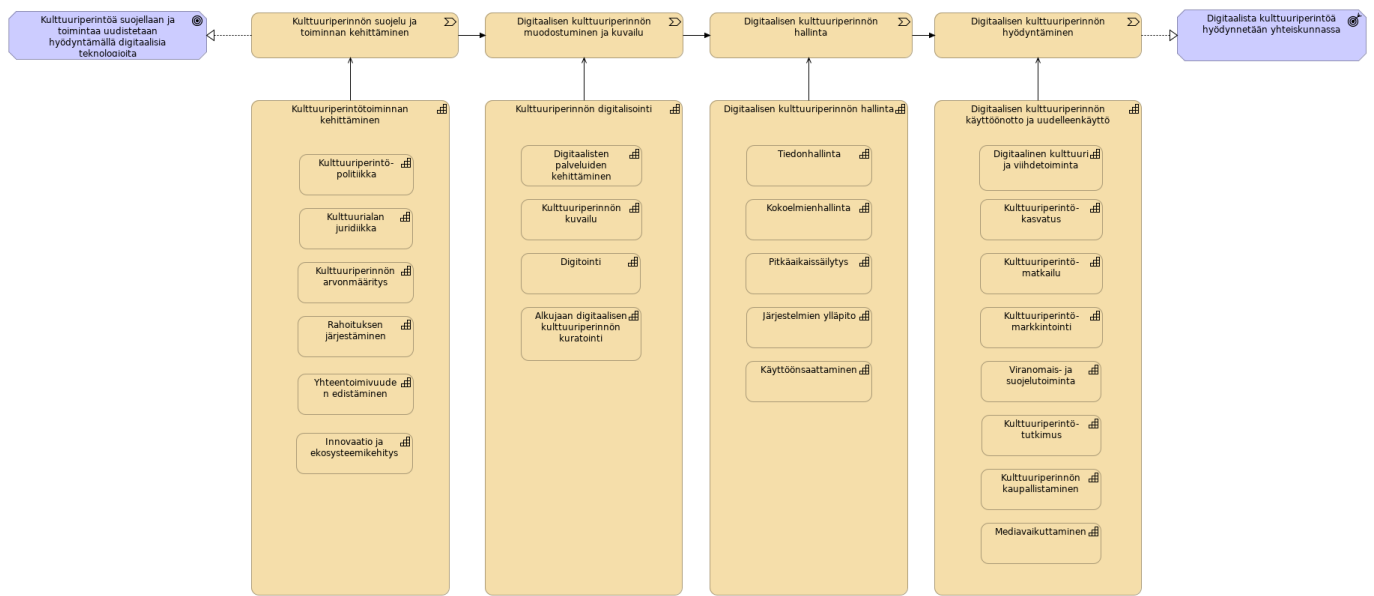 Kulttuuriperintöä suojellaan ja
toimintaa uudistetaan
hyödyntämällä digitaalisia
teknologioita
Kulttuuriperinnön suojelu ja
toiminnan kehittäminen
Digitaalisen kulttuuriperinnön
muodostuminen ja kuvailu
Digitaalisen kulttuuriperinnön
hallinta
Digitaalisen kulttuuriperinnön
hyödyntäminen
Digitaalista kulttuuriperintöä
hyödynnetään yhteiskunnassa
Kulttuuriperintötoiminnan
kehittäminen
Kulttuuriperintö-
politiikka
Kulttuurialan
juridiikka
Kulttuuriperinnön
arvonmääritys
Rahoituksen
järjestäminen
Yhteentoimivuude
n edistäminen
Innovaatio ja
ekosysteemikehitys
Kulttuuriperinnön digitalisointi
Digitaalisten
palveluiden
kehittäminen
Kulttuuriperinnön
kuvailu
Digitointi
Alkujaan digitaalisen
kulttuuriperinnön
kuratointi
Digitaalisen kulttuuriperinnön hallinta
Tiedonhallinta
Kokoelmienhallinta
Pitkäaikaissäilytys
Järjestelmien ylläpito
Käyttöönsaattaminen
Digitaalisen kulttuuriperinnön
käyttöönotto ja uudelleenkäyttö
Digitaalinen kulttuuri
ja viihdetoiminta
Kulttuuriperintö-
kasvatus
Kulttuuriperintö-
matkailu
Kulttuuriperintö-
markkintointi
Viranomais- ja
suojelutoiminta
Kulttuuriperintö-
tutkimus
Kulttuuriperinnön
kaupallistaminen
Mediavaikuttaminen